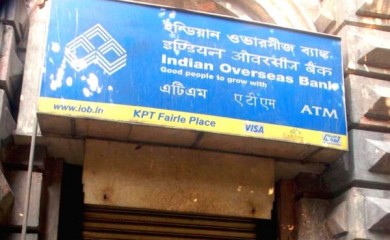 ইন্ডিয়ান ওভারসীজ ব্যাঙ্ক
इण्डियन ओवरसीज़ बैंक
Indian Overseas Bank
Good people to grow with
এটিএম ए टी एम ATM
www.iob.in KPT Fairle Place VISA